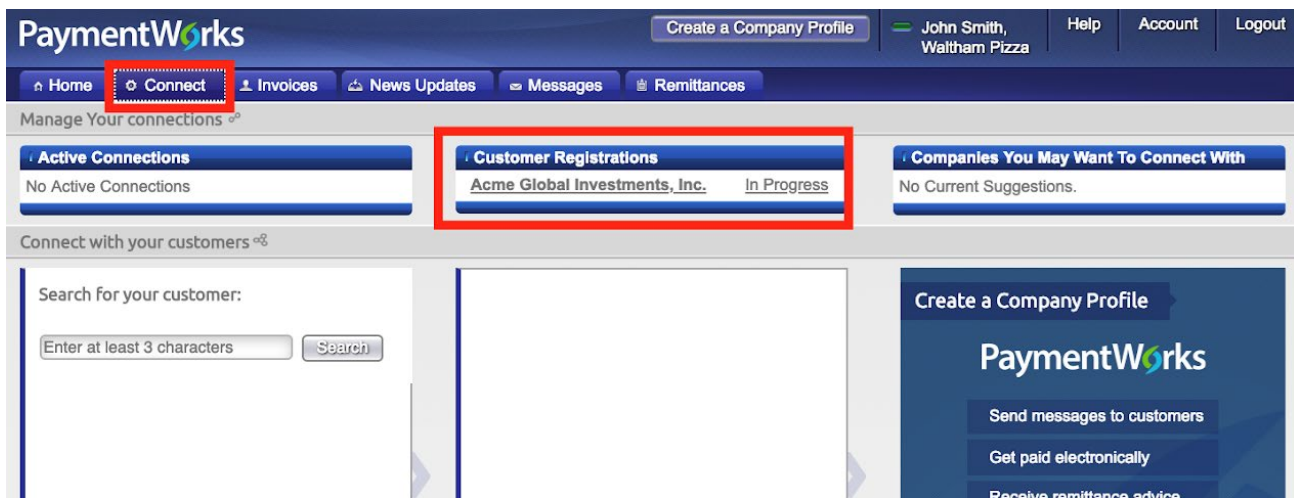 PaymentWorks
Create a Company Profile
John Smith,
Waltham Pizza
Help
Account
Logout
Home
Connect
Invoices
News Updates
Messages
Remittances
Manage Your connections
Active Connections
No Active Connections
Customer Registrations
Acme Global Investments, Inc. In Progress
Companies You May Want To Connect With
No Current Suggestions.
Connect with your customers
Search for your customer:
Enter at least 3 characters
Search
Create a Company Profile
PaymentWorks
Send messages to customers
Get paid electronically
Receive remittance advice